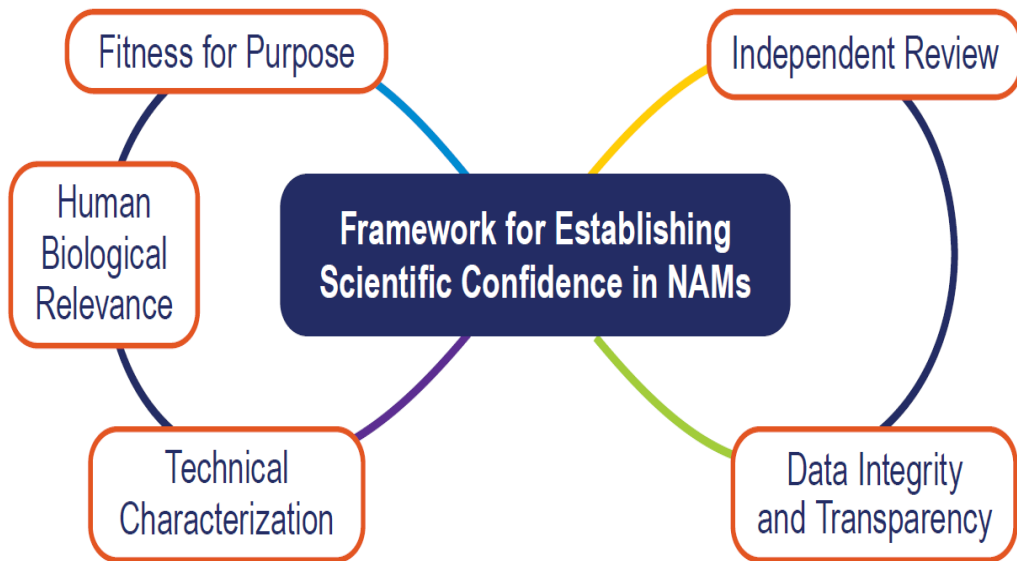 Fitness for Purpose
Independent Review
Human
Biological
Relevance
Framework for Establishing
Scientific Confidence in NAMs
Technical
Characterization
Data Integrity
and Transparency